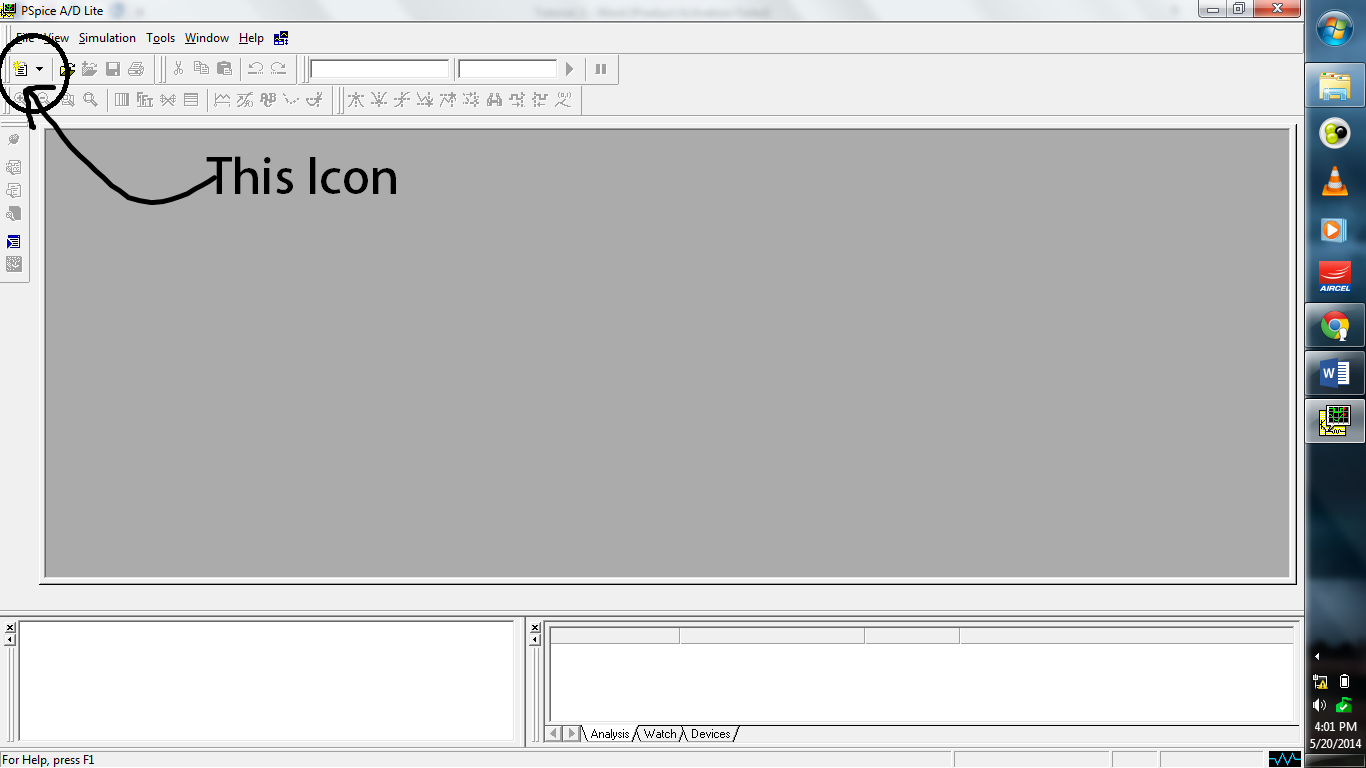 PSpice A/D Lite
File View Simulation Tools Window Help
This Icon
AIRCEL
Analysis Watch Devices
For Help, press F1
4:01 PM
5/20/2014